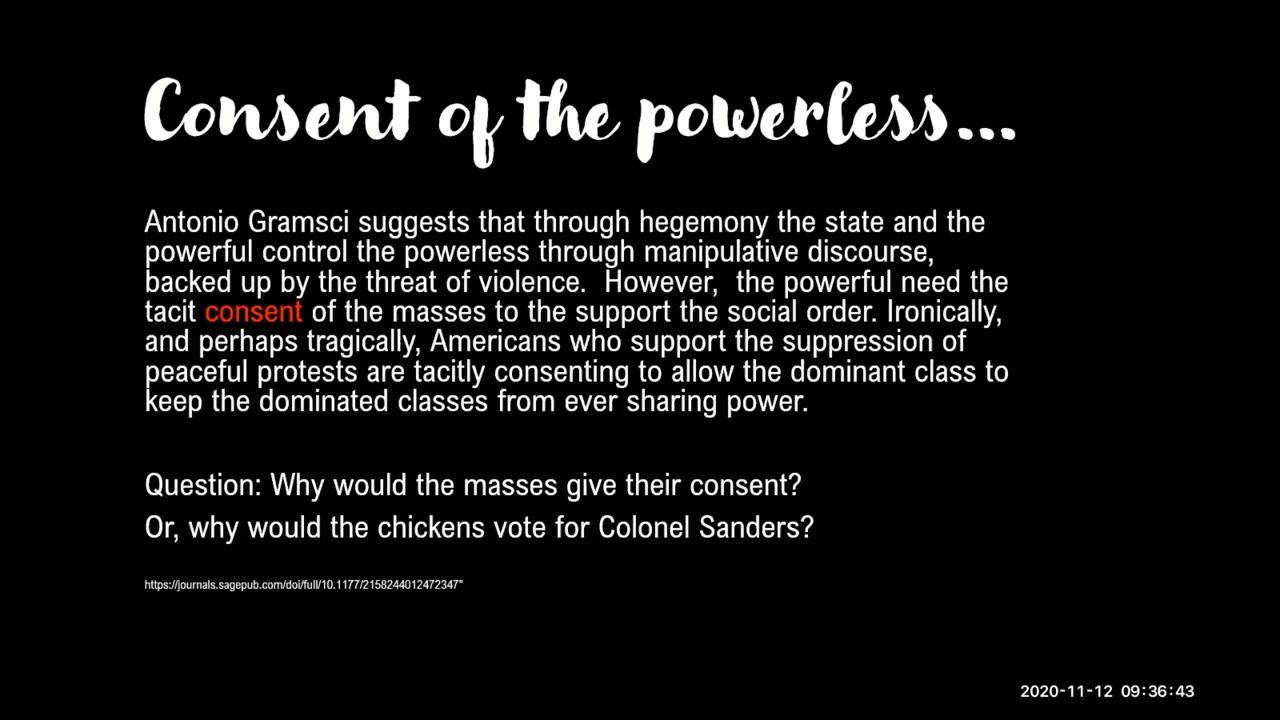 Consent of the powerless...
Antonio Gramsci suggests that through hegemony the state and the
powerful control the powerless through manipulative discourse,
backed up by the threat of violence.  However,  the powerful need the
tacit consent of the masses to the support the social order. Ironically,
and perhaps tragically, Americans who support the suppression of
peaceful protests are tacitly consenting to allow the dominant class to
keep the dominated classes from ever sharing power.
Question: Why would the masses give their consent?
Or, why would the chickens vote for Colonel Sanders?
https://journals.sagepub.com/doi/full/10.1177/2158244012472347"
2020-11-12 09:36:43